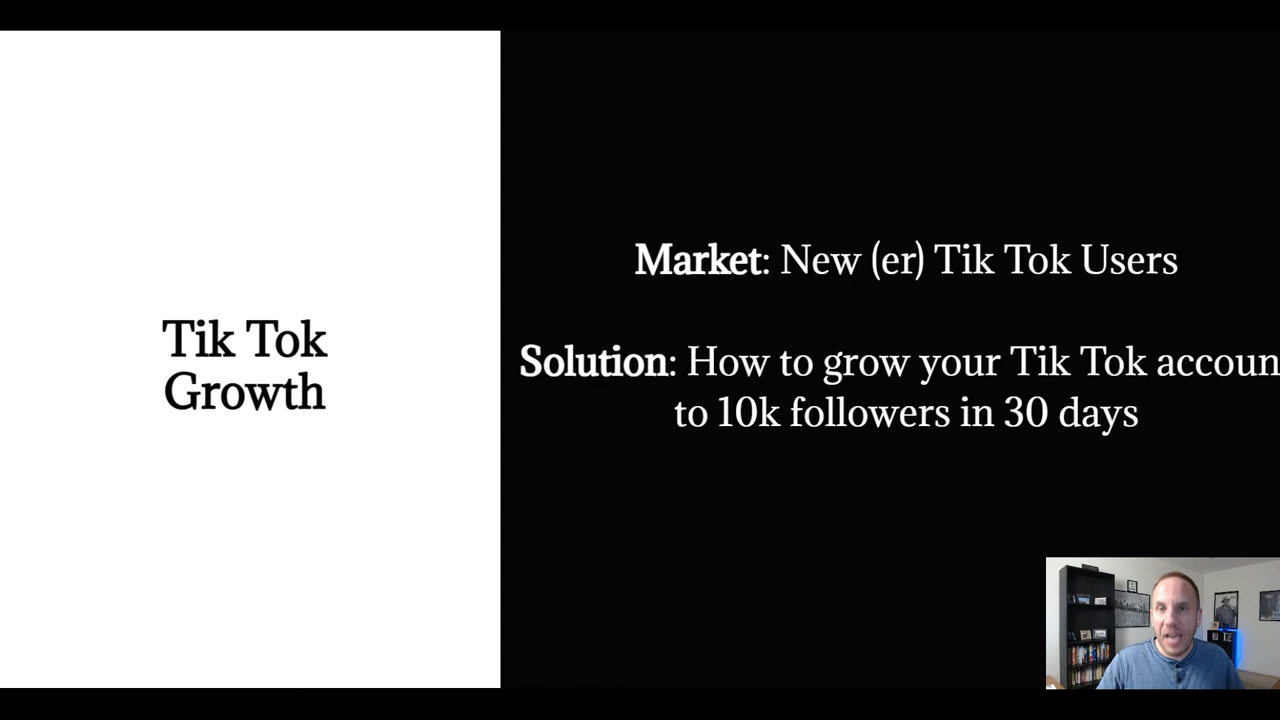 Tik Tok
Growth
Market: New (er) Tik Tok Users
Solution: How to grow your Tik Tok accoun
to 10k followers in 30 days